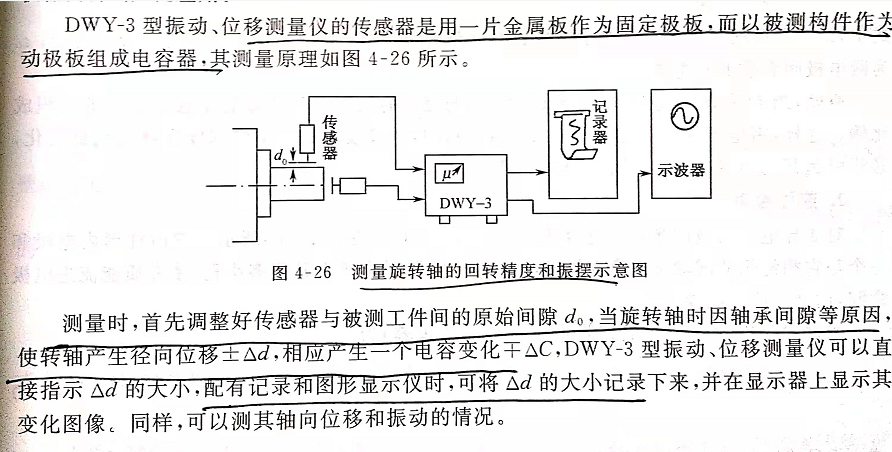 DWY-3 型振动、位移测量仪的传感器是用一片金属板作为固定极板,而以被测构件作为
动极板组成电容器,其测量原理如图 4-26 所示。
传感器
d₀
μA
DWY-3
记录器
示波器
图 4-26 测量旋转轴的回转精度和振摆示意图
测量时,首先调整好传感器与被测工件间的原始间隙 d₀,当旋转轴时因轴承间隙等原因,
使转轴产生径向位移±Δd,相应产生一个电容变化∓ΔC,DWY-3 型振动、位移测量仪可以直
接指示 Δd 的大小,配有记录和图形显示仪时,可将 Δd 的大小记录下来,并在显示器上显示其
变化图像。同样,可以测其轴向位移和振动的情况。